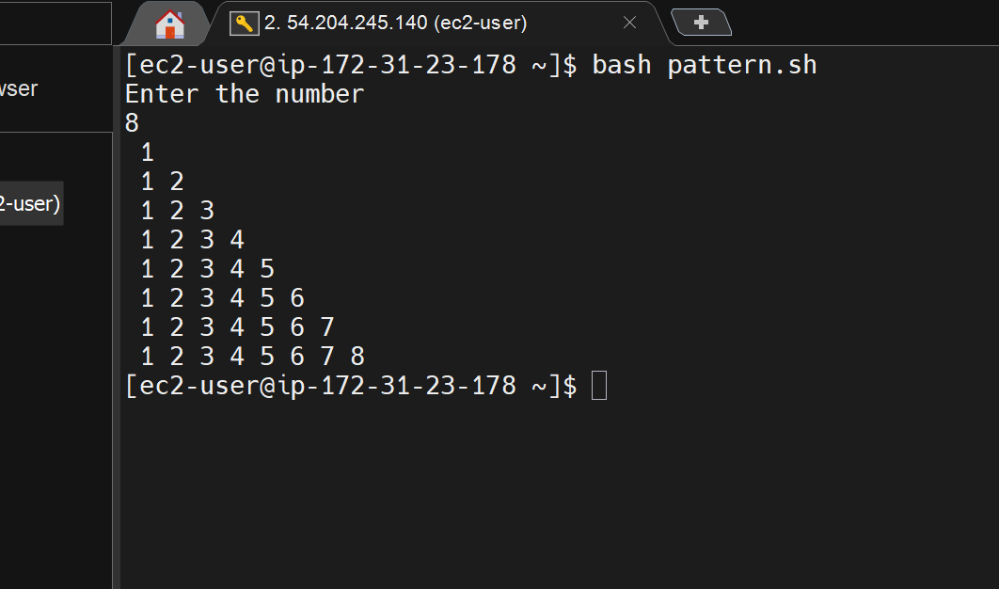 2. 54.204.245.140 (ec2-user)
wser
2-user)
[ec2-user@ip-172-31-23-178 ~]$ bash pattern.sh
Enter the number
8
 1
 1 2
 1 2 3
 1 2 3 4
 1 2 3 4 5
 1 2 3 4 5 6
 1 2 3 4 5 6 7
 1 2 3 4 5 6 7 8
[ec2-user@ip-172-31-23-178 ~]$